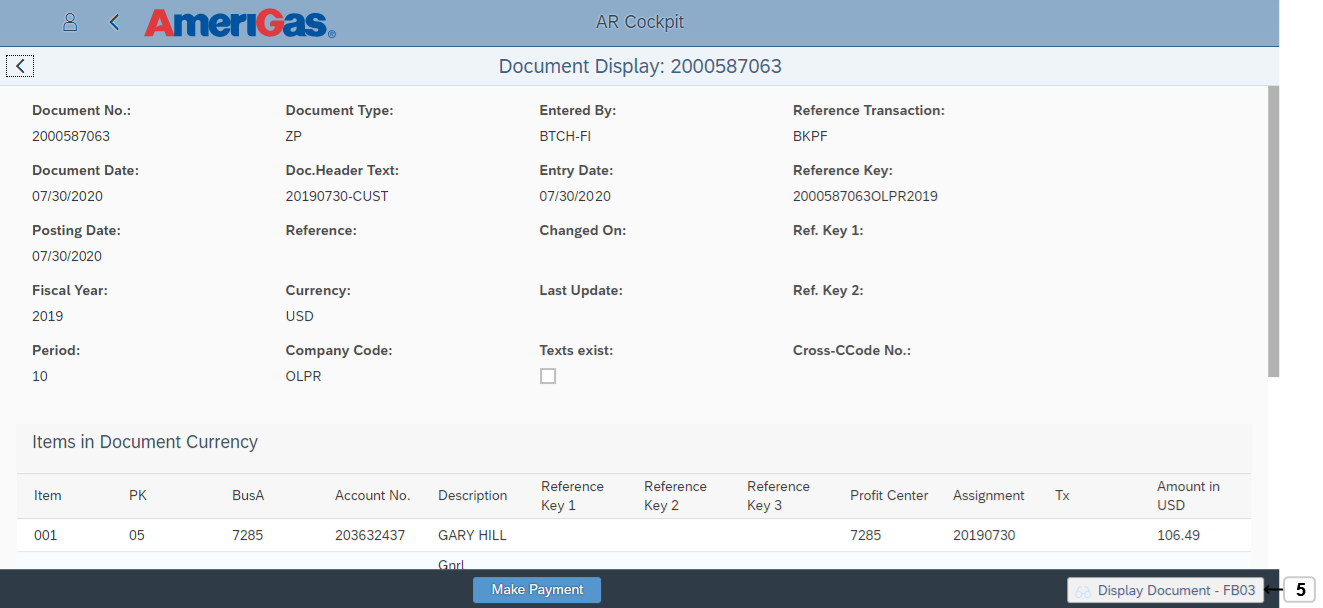 AmeriGas® AR Cockpit
Document Display: 2000587063
Document No.: Document Type: Entered By: Reference Transaction:
2000587063 ZP BTCH-FI BKPF
Document Date: Doc.Header Text: Entry Date: Reference Key:
07/30/2020 20190730-CUST 07/30/2020 2000587063OLPR2019
Posting Date: Reference: Changed On: Ref. Key 1:
07/30/2020
Fiscal Year: Currency: Last Update: Ref. Key 2:
2019 USD
Period: Company Code: Texts exist: Cross-CCode No.:
10 OLPR
Items in Document Currency
Item PK BusA Account No. Description Reference Key 1 Reference Key 2 Reference Key 3 Profit Center Assignment Tx Amount in USD
001 05 7285 203632437 GARY HILL 7285 20190730 106.49
Gnrl
Make Payment Display Document - FB03 5